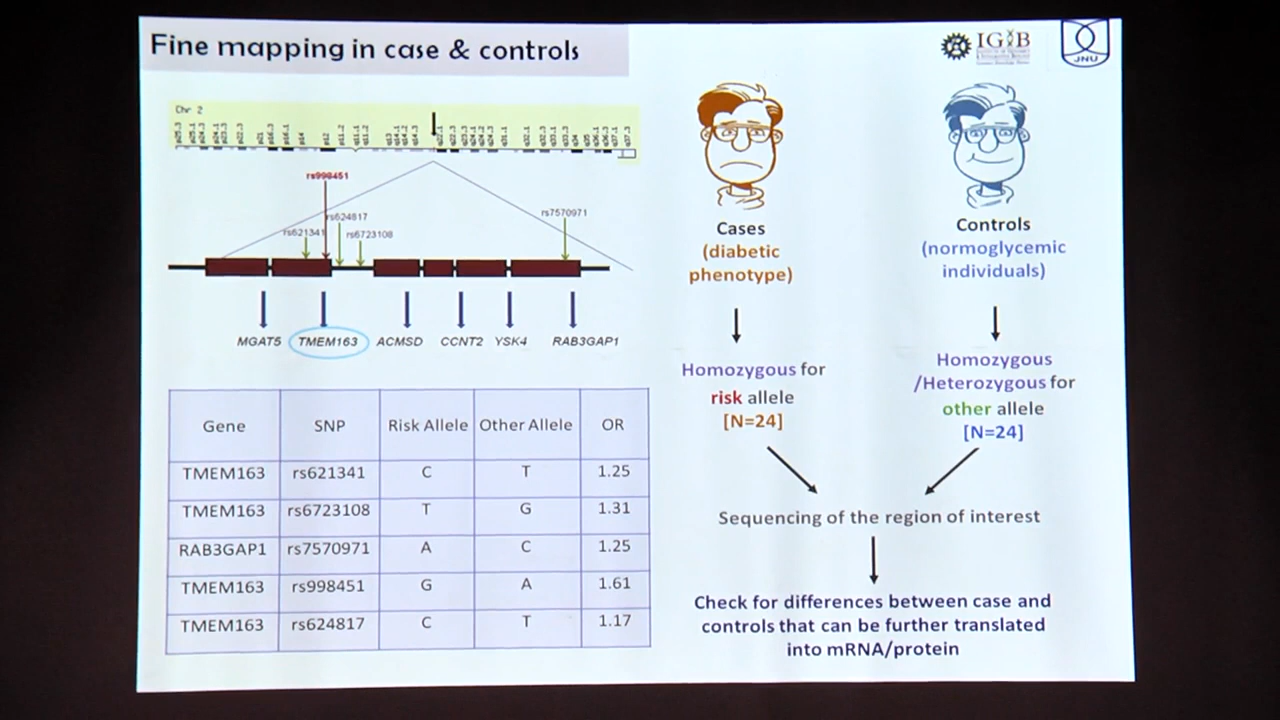 Fine mapping in case & controls
IGIB
JNU
Chr 2
rs998451
rs624817
rs7570971
rs621341
rs6723108
MGAT5
TMEM163
ACMSD
CCNT2
YSK4
RAB3GAP1
Gene SNP Risk Allele Other Allele OR
TMEM163 rs621341 C T 1.25
TMEM163 rs6723108 T G 1.31
RAB3GAP1 rs7570971 A C 1.25
TMEM163 rs998451 G A 1.61
TMEM163 rs624817 C T 1.17
Cases
(diabetic
phenotype)
Homozygous for
risk allele
[N=24]
Controls
(normoglycemic
individuals)
Homozygous
/Heterozygous for
other allele
[N=24]
Sequencing of the region of interest
Check for differences between case and
controls that can be further translated
into mRNA/protein